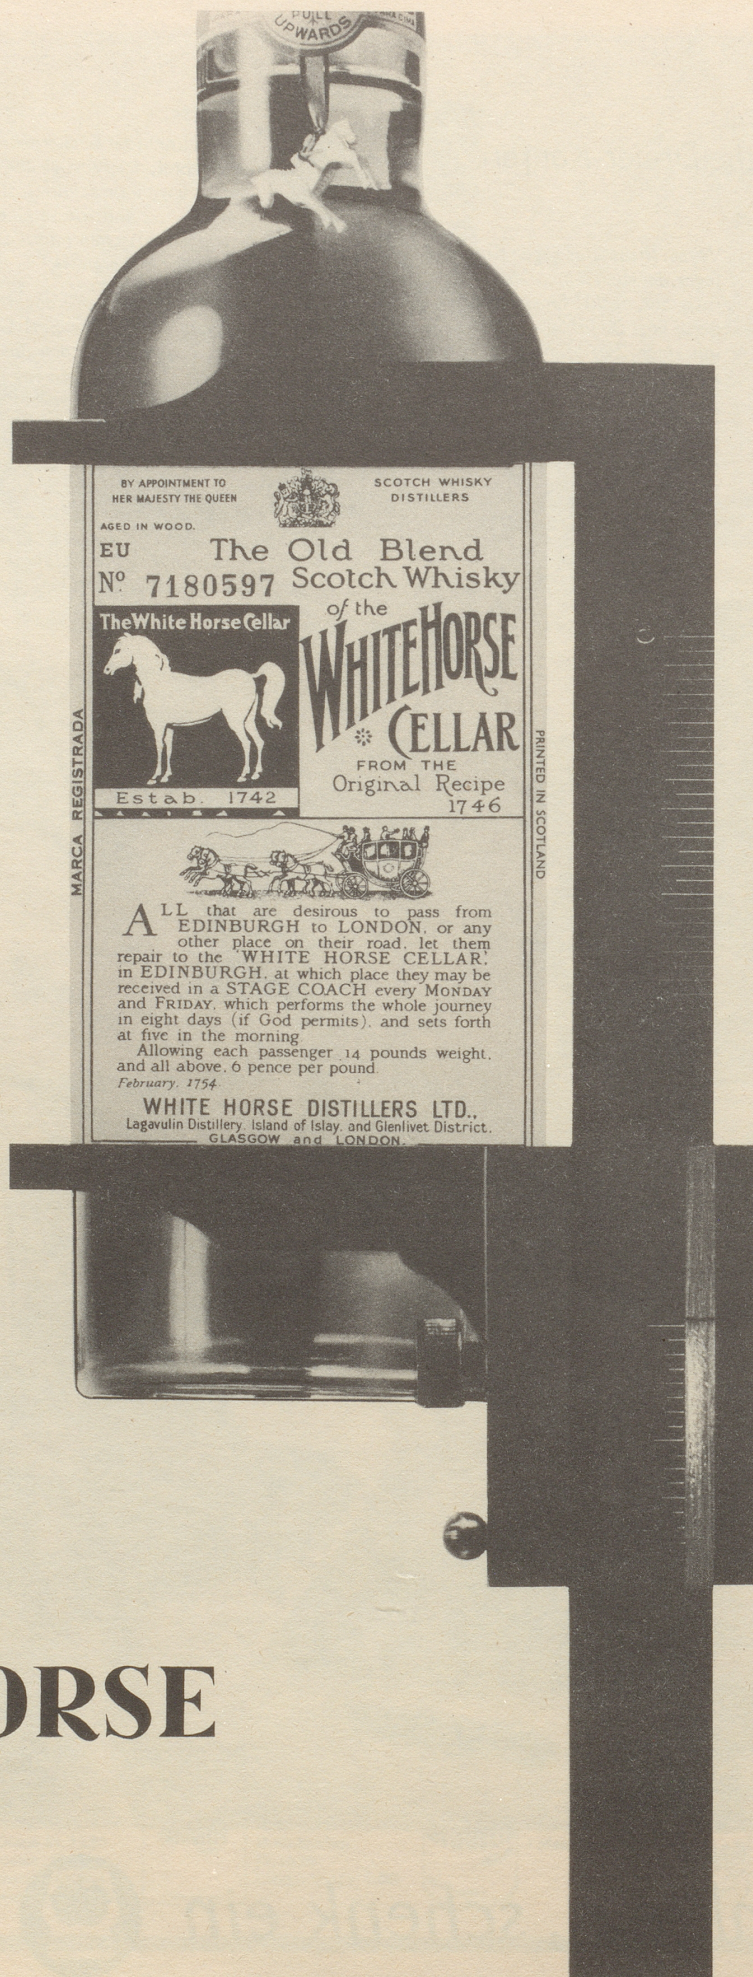 PULL
UPWARDS
BY APPOINTMENT TO
HER MAJESTY THE QUEEN
SCOTCH WHISKY
DISTILLERS
AGED IN WOOD.
EU
Nº 7180597
The Old Blend
Scotch Whisky
of the
WHITE HORSE
CELLAR
FROM THE
Original Recipe
1746
The White Horse Cellar
Estab. 1742
MARCA REGISTRADA
PRINTED IN SCOTLAND
ALL that are desirous to pass from
EDINBURGH to LONDON, or any
other place on their road, let them
repair to the "WHITE HORSE CELLAR"
in EDINBURGH, at which place they may be
received in a STAGE COACH every MONDAY
and FRIDAY, which performs the whole journey
in eight days (if God permits), and sets forth
at five in the morning
Allowing each passenger 14 pounds weight,
and all above, 6 pence per pound.
February, 1754.
WHITE HORSE DISTILLERS LTD.,
Lagavulin Distillery, Island of Islay, and Glenlivet District,
GLASGOW and LONDON.
ORSE